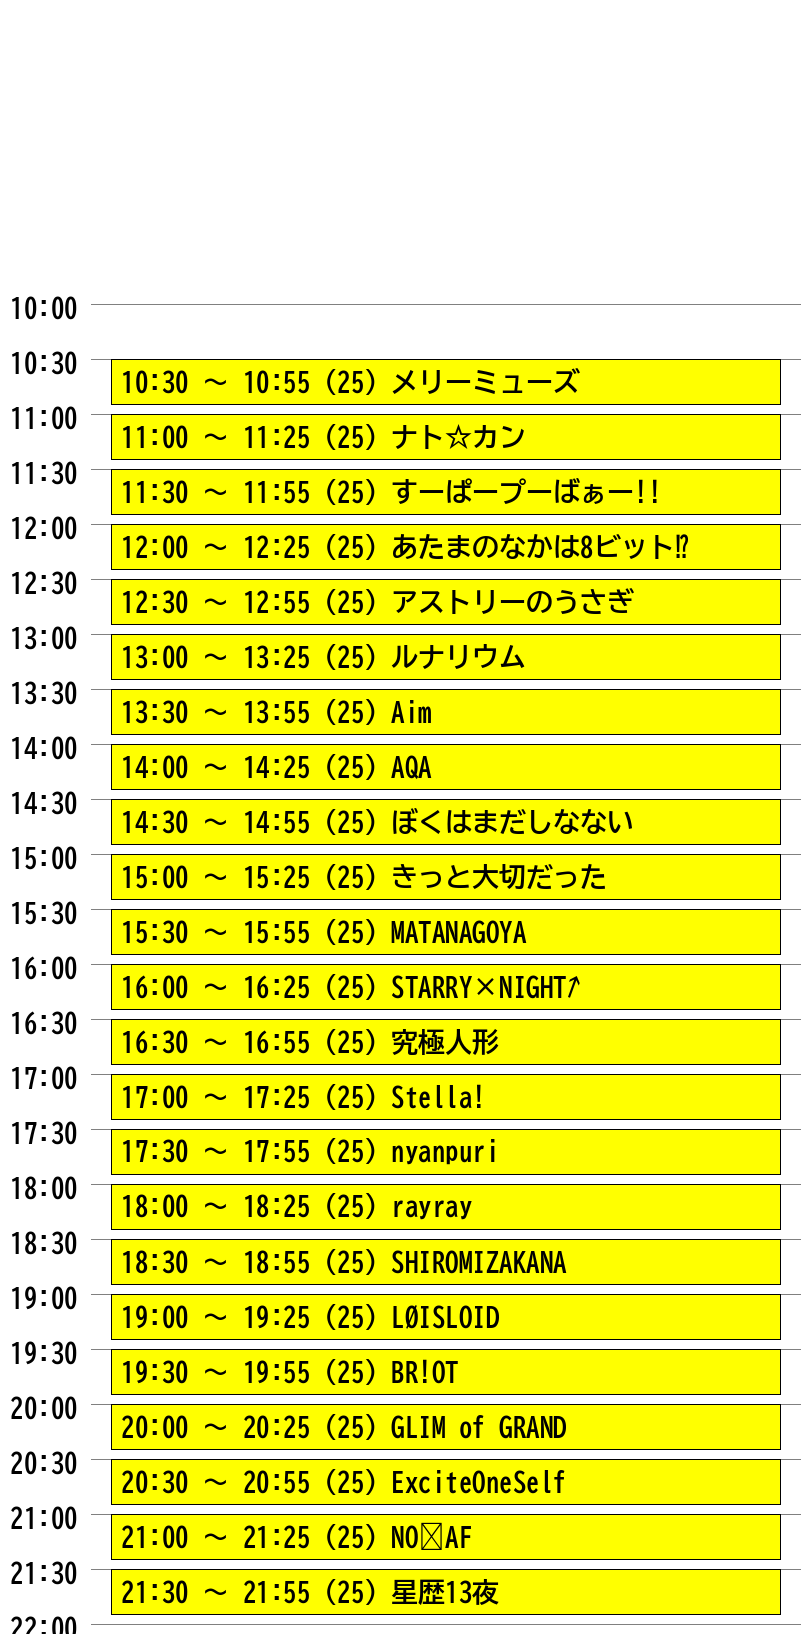 10:00
10:30
10:30 ～ 10:55 (25) メリーミューズ
11:00
11:00 ～ 11:25 (25) ナト☆カン
11:30
11:30 ～ 11:55 (25) すーぱープーばぁー!!
12:00
12:00 ～ 12:25 (25) あたまのなかは8ビット⁉
12:30
12:30 ～ 12:55 (25) アストリーのうさぎ
13:00
13:00 ～ 13:25 (25) ルナリウム
13:30
13:30 ～ 13:55 (25) Aim
14:00
14:00 ～ 14:25 (25) AQA
14:30
14:30 ～ 14:55 (25) ぼくはまだしなない
15:00
15:00 ～ 15:25 (25) きっと大切だった
15:30
15:30 ～ 15:55 (25) MATANAGOYA
16:00
16:00 ～ 16:25 (25) STARRY×NIGHT⤴
16:30
16:30 ～ 16:55 (25) 究極人形
17:00
17:00 ～ 17:25 (25) Stella!
17:30
17:30 ～ 17:55 (25) nyanpuri
18:00
18:00 ～ 18:25 (25) rayray
18:30
18:30 ～ 18:55 (25) SHIROMIZAKANA
19:00
19:00 ～ 19:25 (25) LØISLOID
19:30
19:30 ～ 19:55 (25) BR!OT
20:00
20:00 ～ 20:25 (25) GLIM of GRAND
20:30
20:30 ～ 20:55 (25) ExciteOneSelf
21:00
21:00 ～ 21:25 (25) NO☒AF
21:30
21:30 ～ 21:55 (25) 星歴13夜
22:00